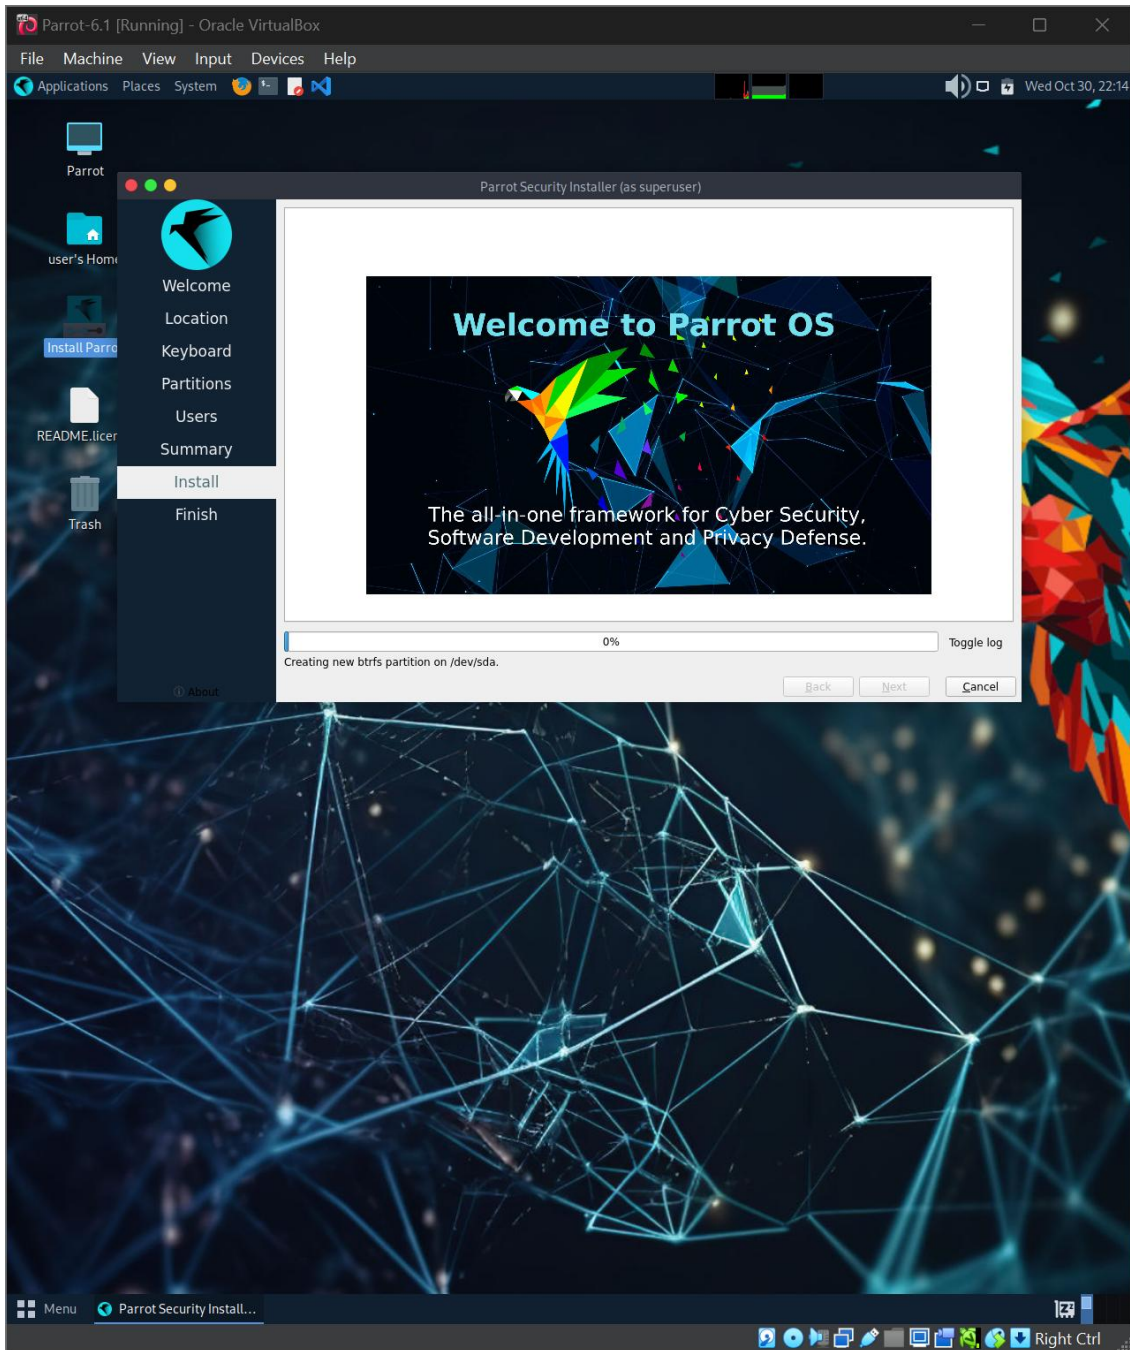 Parrot-6.1 [Running] - Oracle VirtualBox
File Machine View Input Devices Help
Applications Places System Wed Oct 30, 22:14
Parrot
user's Home
Install Parro
README.licen
Trash
Parrot Security Installer (as superuser)
Welcome
Location
Keyboard
Partitions
Users
Summary
Install
Finish
About
Welcome to Parrot OS
The all-in-one framework for Cyber Security,
Software Development and Privacy Defense.
0%
Toggle log
Creating new btrfs partition on /dev/sda.
Back Next Cancel
Menu Parrot Security Install...
Right Ctrl